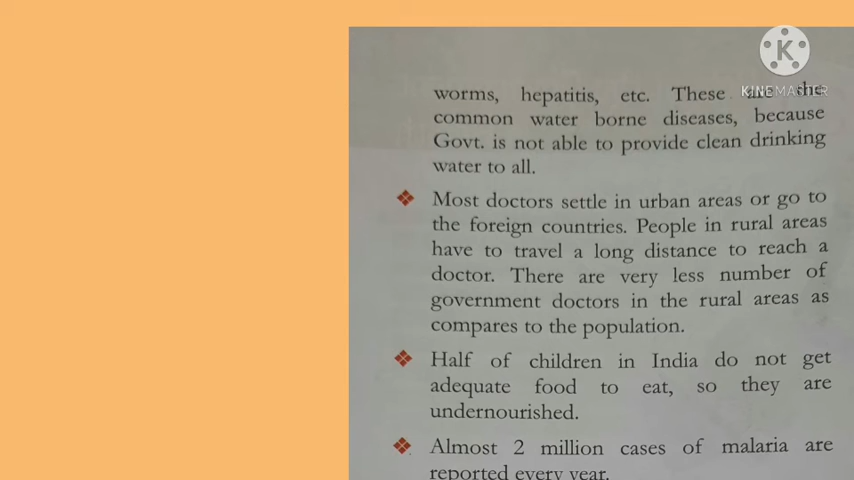 KINEMASTER
worms, hepatitis, etc. These are the
common water borne diseases, because
Govt. is not able to provide clean drinking
water to all.
Most doctors settle in urban areas or go to
the foreign countries. People in rural areas
have to travel a long distance to reach a
doctor. There are very less number of
government doctors in the rural areas as
compares to the population.
Half of children in India do not get
adequate food to eat, so they are
undernourished.
Almost 2 million cases of malaria are
reported every year.